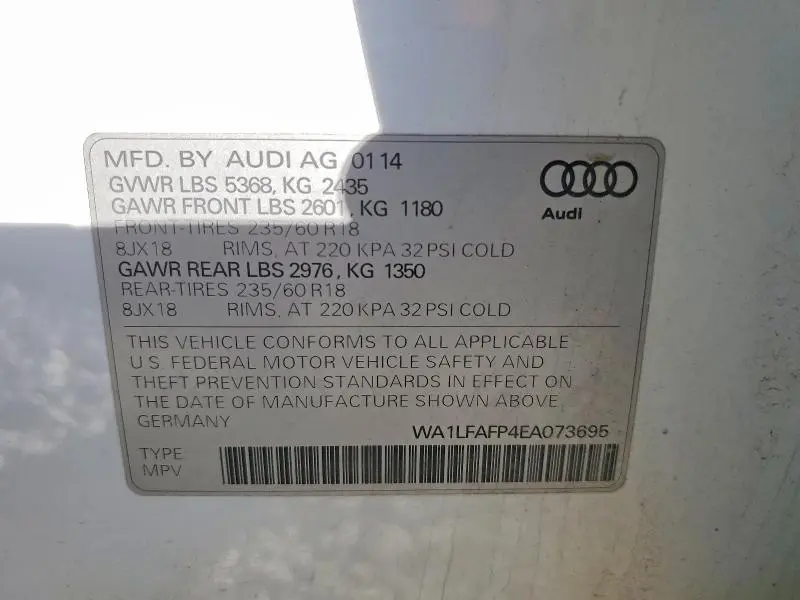 MFD. BY AUDI AG 01 14
GVWR LBS 5368, KG 2435
GAWR FRONT LBS 2601, KG 1180
FRONT-TIRES 235/60 R18
8JX18 RIMS, AT 220 KPA 32 PSI COLD
GAWR REAR LBS 2976, KG 1350
REAR-TIRES 235/60 R18
8JX18 RIMS, AT 220 KPA 32 PSI COLD
Audi
THIS VEHICLE CONFORMS TO ALL APPLICABLE
U.S. FEDERAL MOTOR VEHICLE SAFETY AND
THEFT PREVENTION STANDARDS IN EFFECT ON
THE DATE OF MANUFACTURE SHOWN ABOVE.
GERMANY
WA1LFAFP4EA073695
TYPE
MPV